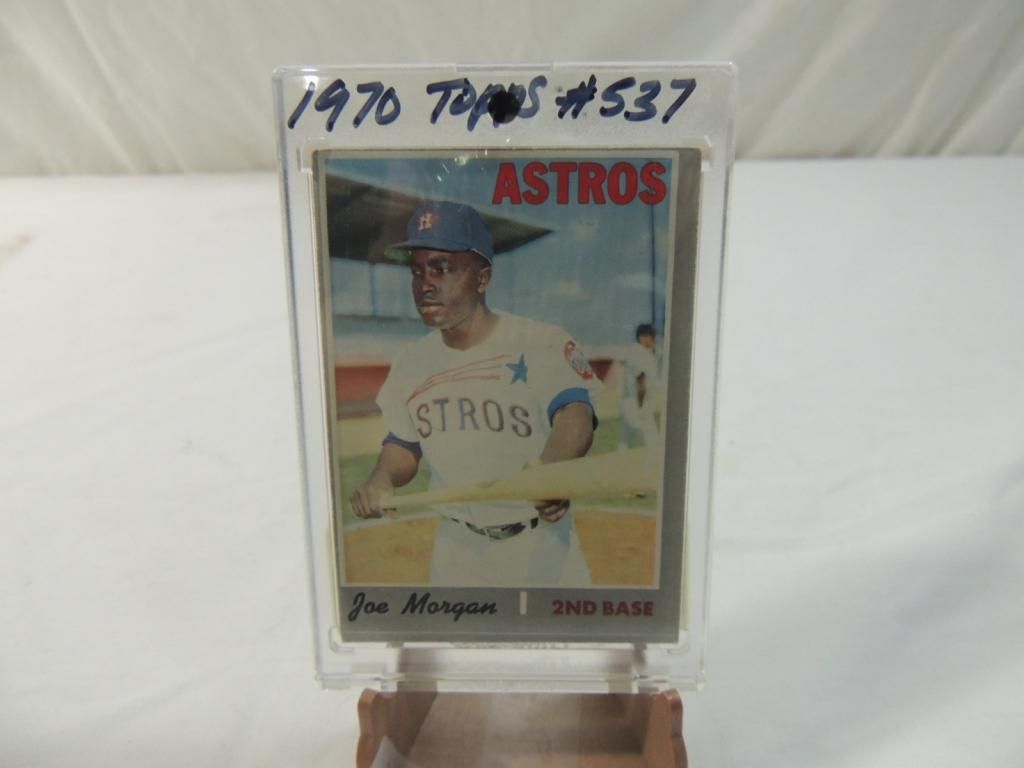 1970 Topps #537
ASTROS
H
STROS
Joe Morgan | 2ND BASE